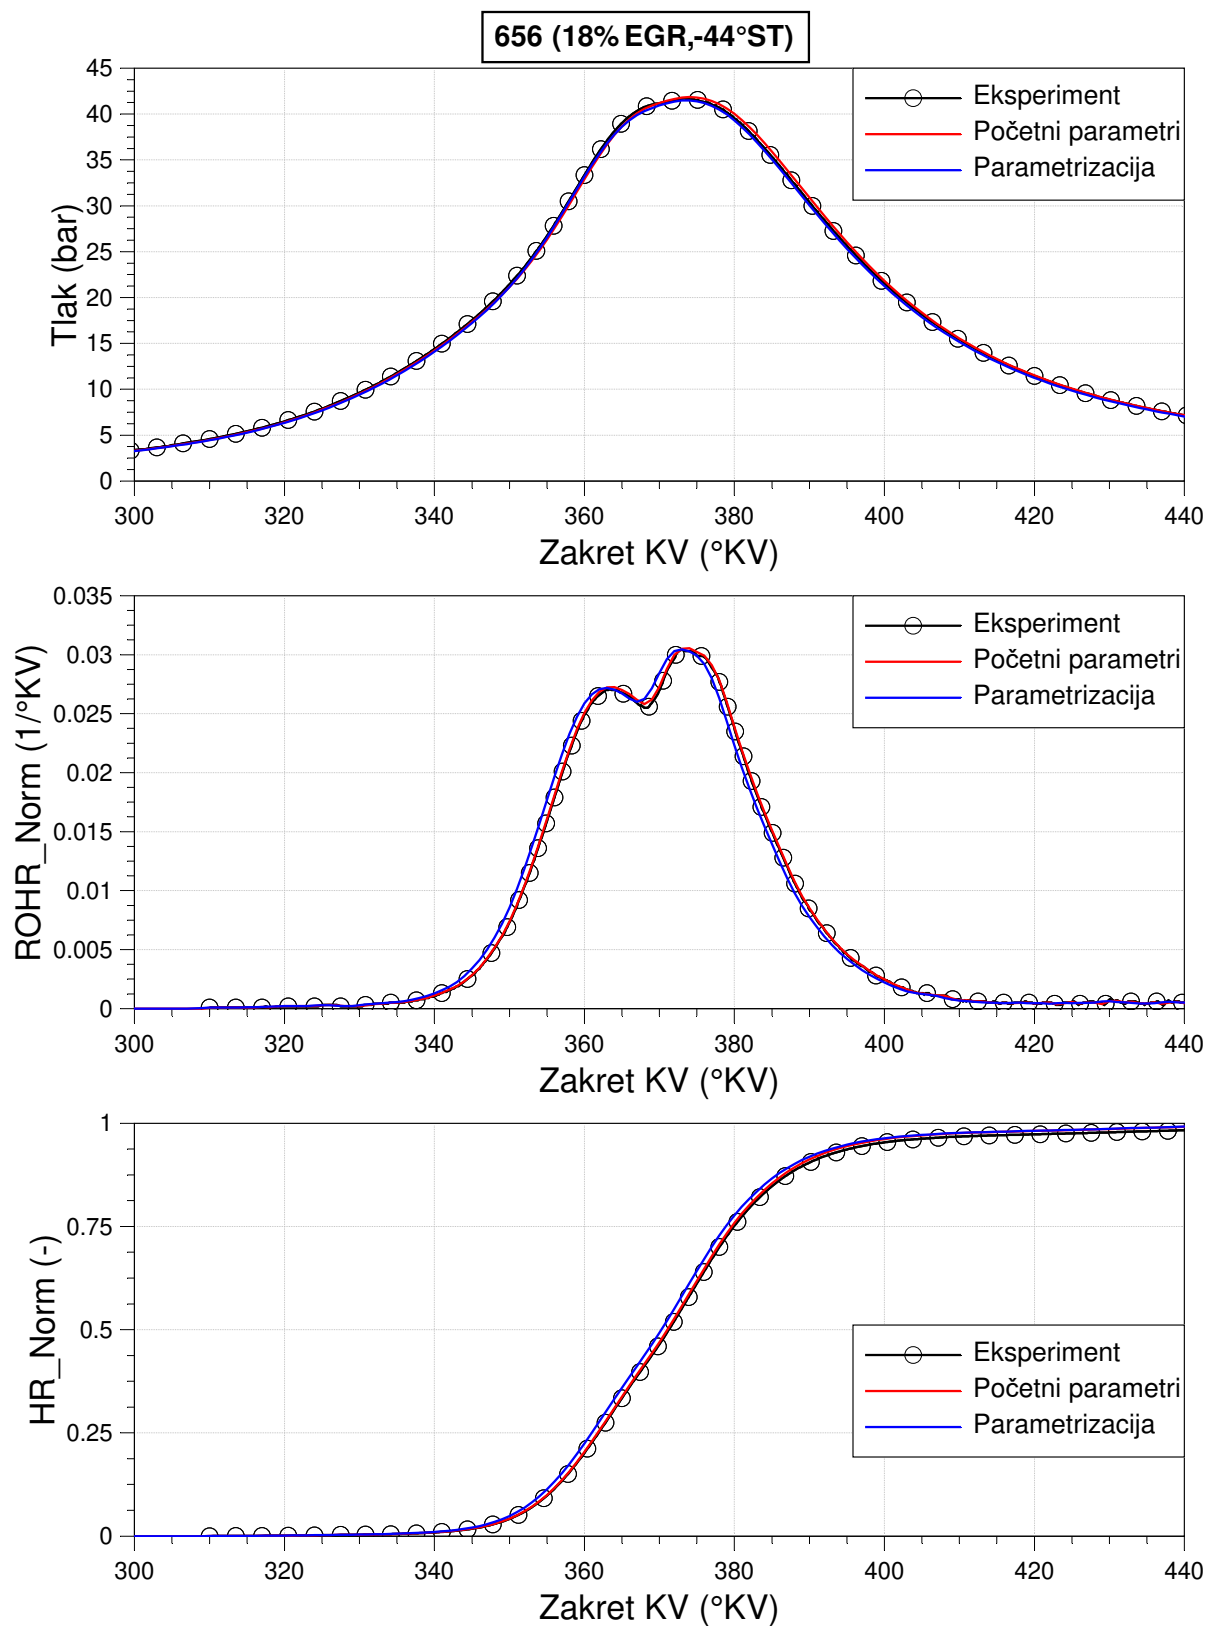 656 (18% EGR,-44°ST)
45
40
35
30
25
20
15
10
5
0
Tlak (bar)
Eksperiment
Početni parametri
Parametrizacija
300 320 340 360 380 400 420 440
Zakret KV (°KV)
0.035
0.03
0.025
0.02
0.015
0.01
0.005
0
ROHR_Norm (1/°KV)
Eksperiment
Početni parametri
Parametrizacija
300 320 340 360 380 400 420 440
Zakret KV (°KV)
1
0.75
0.5
0.25
0
HR_Norm (-)
Eksperiment
Početni parametri
Parametrizacija
300 320 340 360 380 400 420 440
Zakret KV (°KV)